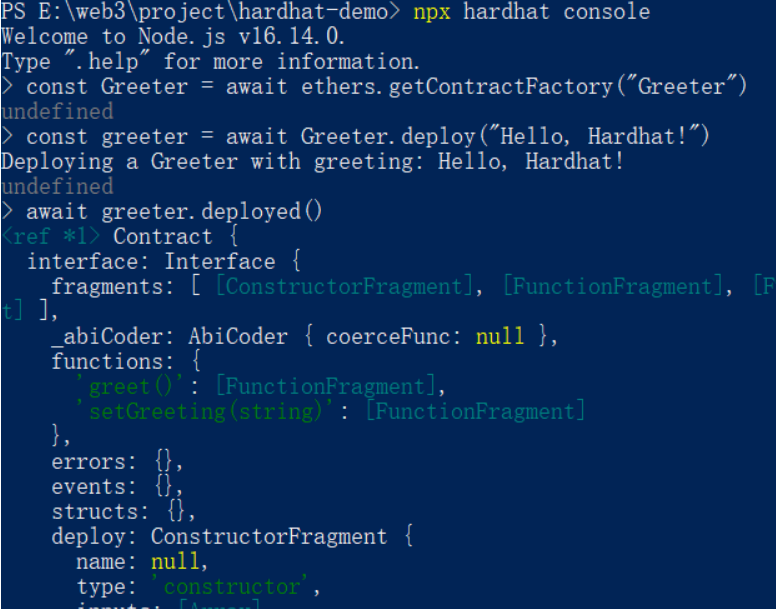 PS E:\web3\project\hardhat-demo> npx hardhat console
Welcome to Node.js v16.14.0.
Type ".help" for more information.
> const Greeter = await ethers.getContractFactory("Greeter")
undefined
> const greeter = await Greeter.deploy("Hello, Hardhat!")
Deploying a Greeter with greeting: Hello, Hardhat!
undefined
> await greeter.deployed()
<ref *1> Contract {
  interface: Interface {
    fragments: [ [ConstructorFragment], [FunctionFragment], [F
t] ],
    _abiCoder: AbiCoder { coerceFunc: null },
    functions: {
      'greet()': [FunctionFragment],
      'setGreeting(string)': [FunctionFragment]
    },
    errors: {},
    events: {},
    structs: {},
    deploy: ConstructorFragment {
      name: null,
      type: 'constructor',
      inputs: [Array]